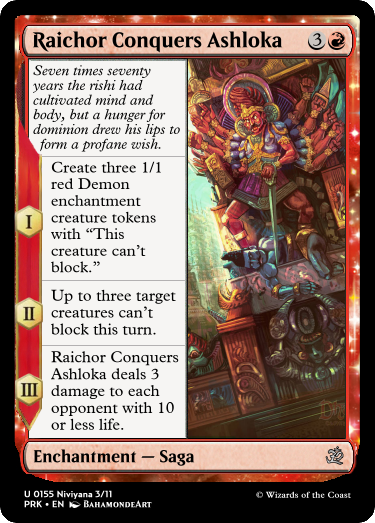 Raichor Conquers Ashloka 3
Seven times seventy
years the rishi had
cultivated mind and
body, but a hunger for
dominion drew his lips to
form a profane wish.
I
Create three 1/1
red Demon
enchantment
creature tokens
with “This
creature can’t
block.”
II
Up to three target
creatures can’t
block this turn.
III
Raichor Conquers
Ashloka deals 3
damage to each
opponent with 10
or less life.
Enchantment — Saga
U 0155 Niviyana 3/11
PRK • EN BahamondeArt
© Wizards of the Coast